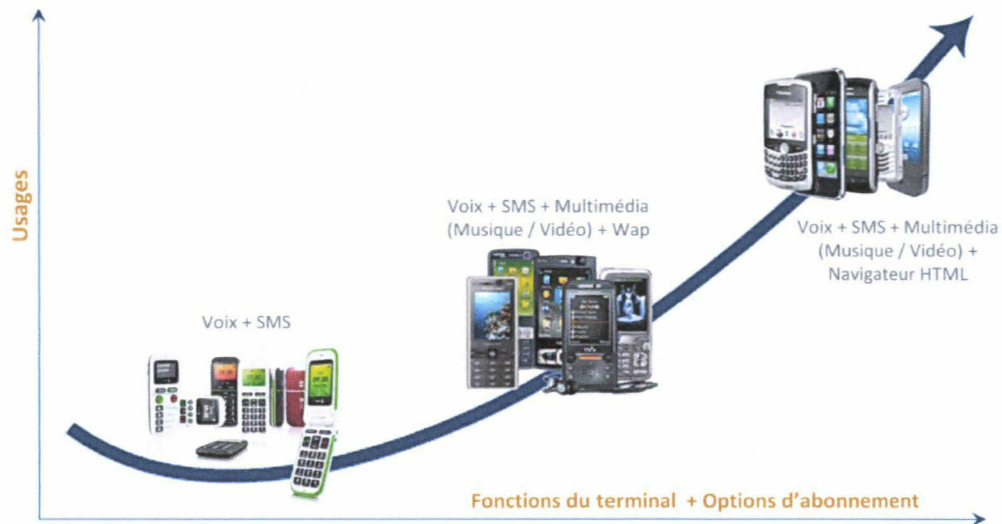 Usages
Voix + SMS
Voix + SMS + Multimédia
(Musique / Vidéo) + Wap
Voix + SMS + Multimédia
(Musique / Vidéo) +
Navigateur HTML
Fonctions du terminal + Options d'abonnement